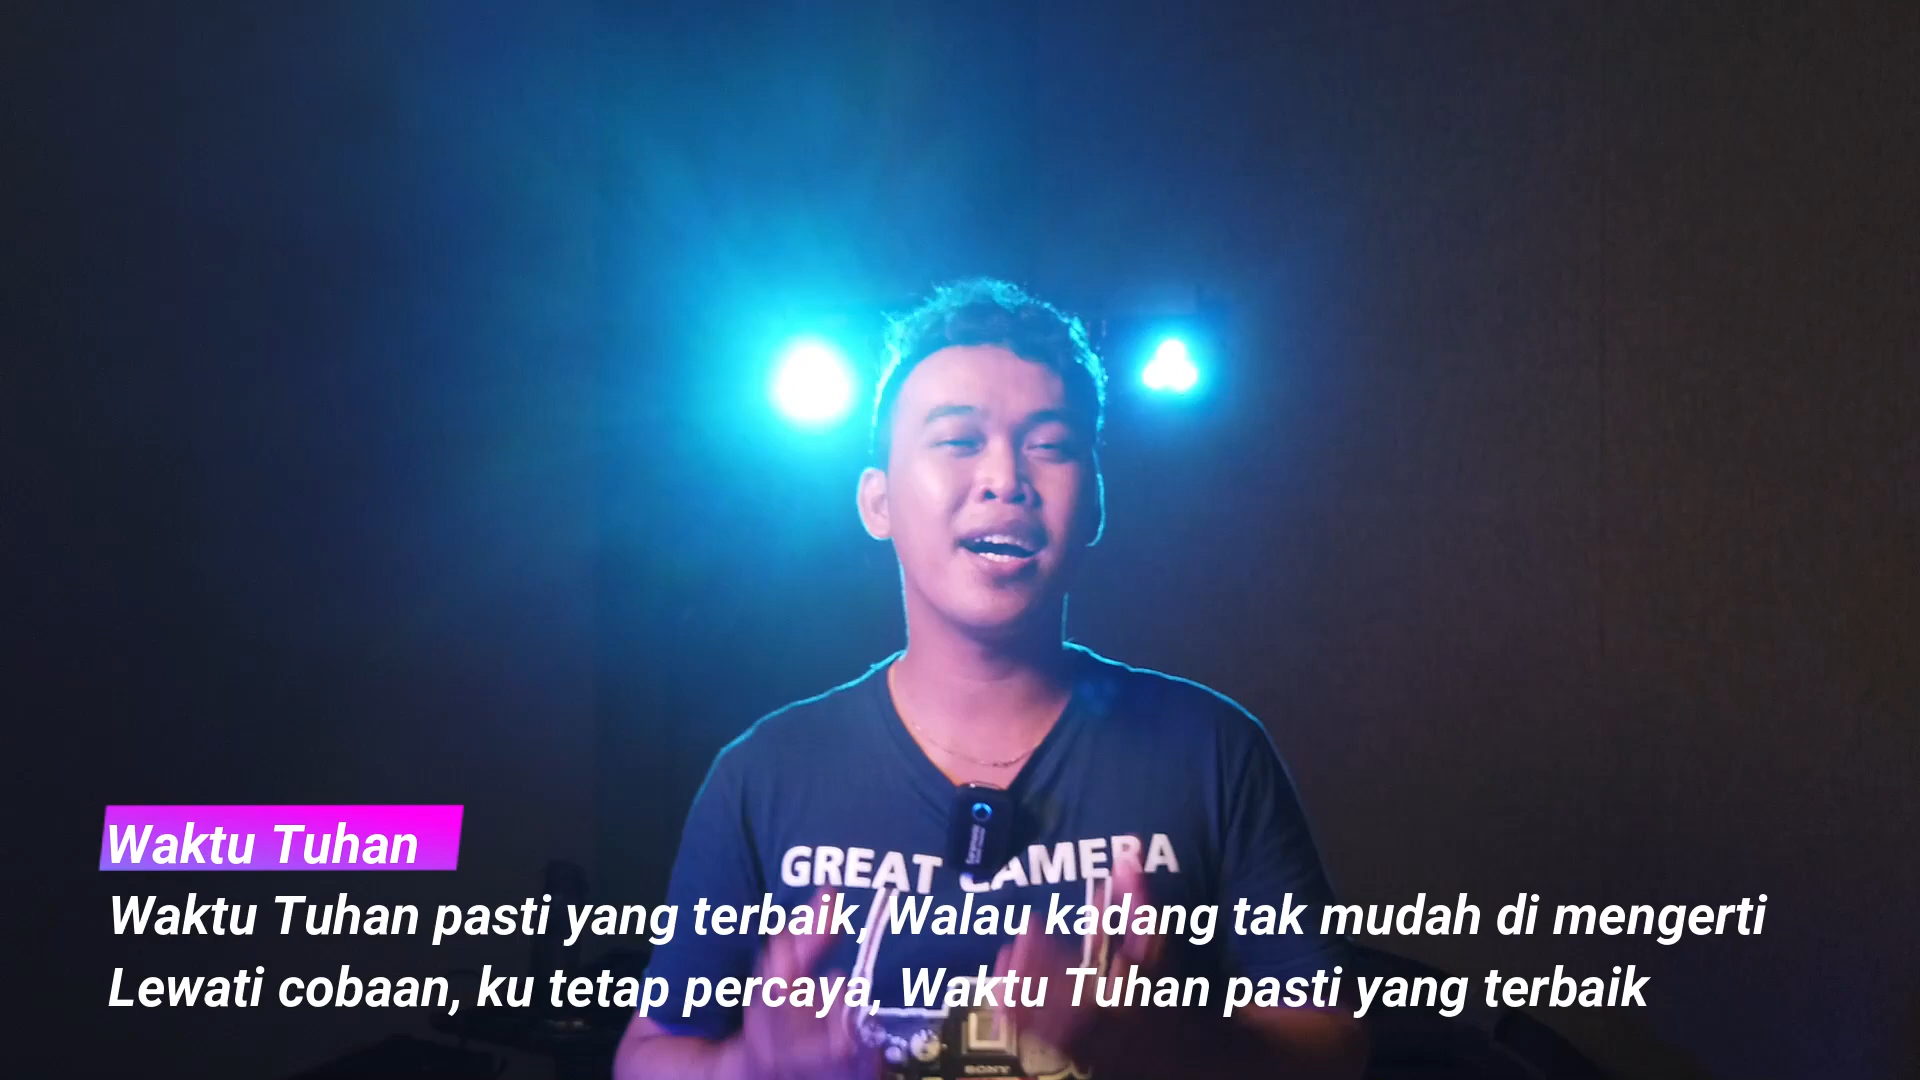 Waktu Tuhan
GREAT CAMERA
Waktu Tuhan pasti yang terbaik, Walau kadang tak mudah di mengerti
Lewati cobaan, ku tetap percaya, Waktu Tuhan pasti yang terbaik
SONY